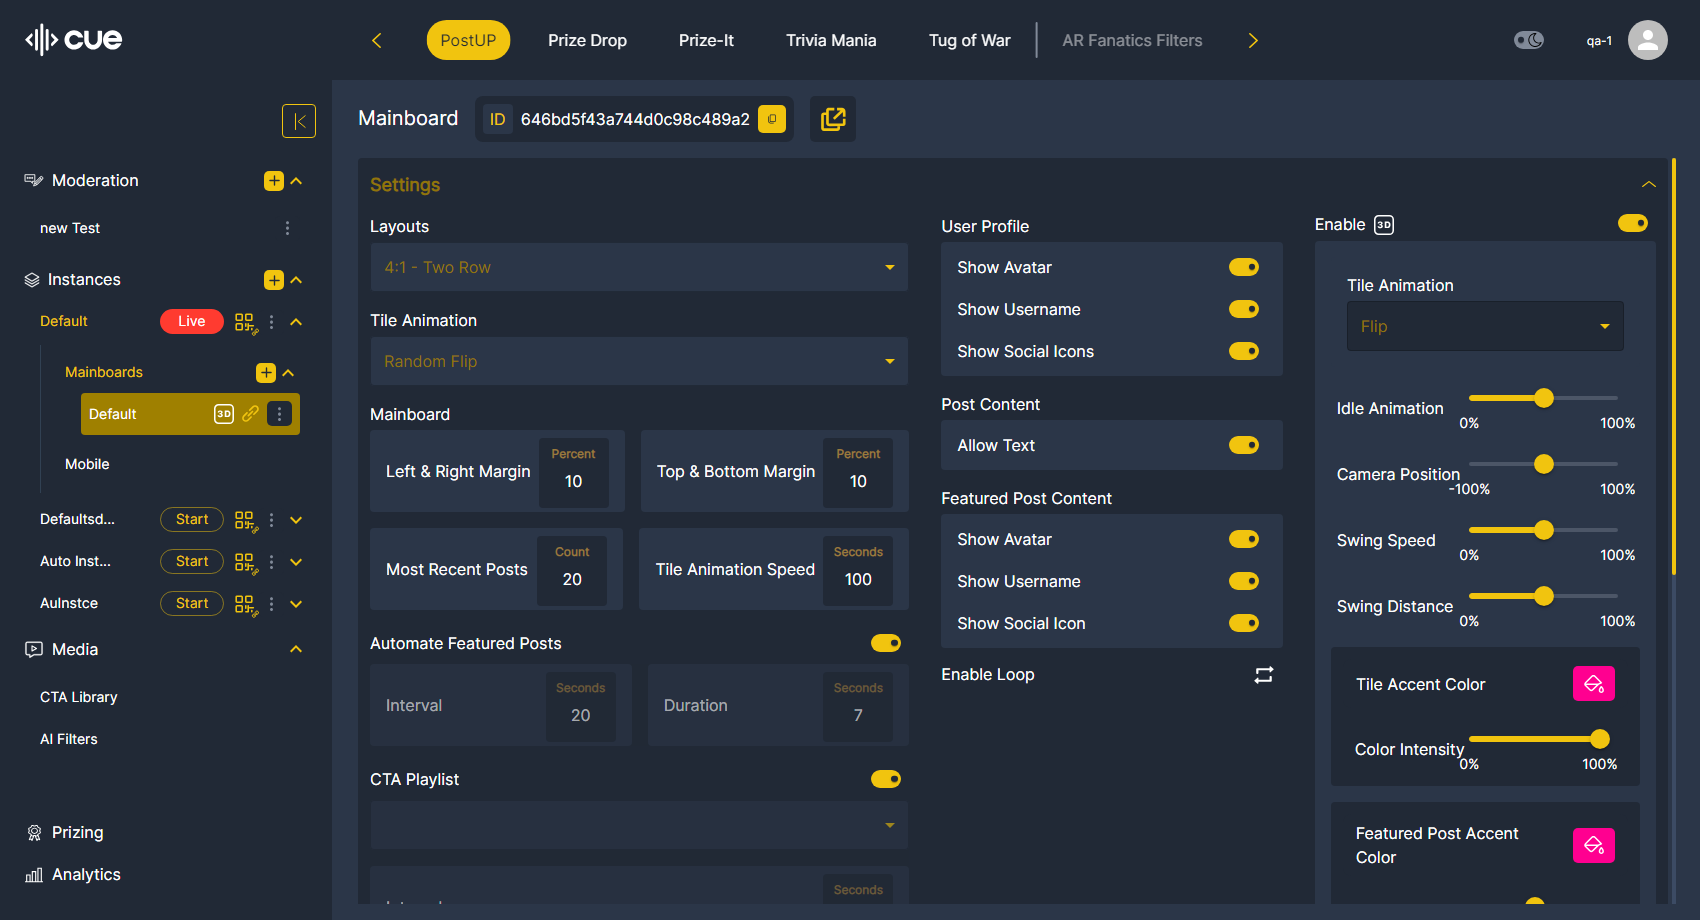 cue
PostUP
Prize Drop
Prize-It
Trivia Mania
Tug of War
AR Fanatics Filters
qa-1
Moderation
new Test
Instances
Default
Live
Mainboards
Default
3D
Mobile
Defaultsd...
Start
Auto Inst...
Start
AuInstce
Start
Media
CTA Library
AI Filters
Prizing
Analytics
Mainboard
ID
646bd5f43a744d0c98c489a2
Settings
Layouts
4:1 - Two Row
Tile Animation
Random Flip
Mainboard
Left & Right Margin
Percent
10
Top & Bottom Margin
Percent
10
Most Recent Posts
Count
20
Tile Animation Speed
Seconds
100
Automate Featured Posts
Interval
Seconds
20
Duration
Seconds
7
CTA Playlist
Seconds
User Profile
Show Avatar
Show Username
Show Social Icons
Post Content
Allow Text
Featured Post Content
Show Avatar
Show Username
Show Social Icon
Enable Loop
Enable 3D
Tile Animation
Flip
Idle Animation
0%
100%
Camera Position
-100%
100%
Swing Speed
0%
100%
Swing Distance
0%
100%
Tile Accent Color
Color Intensity
0%
100%
Featured Post Accent
Color